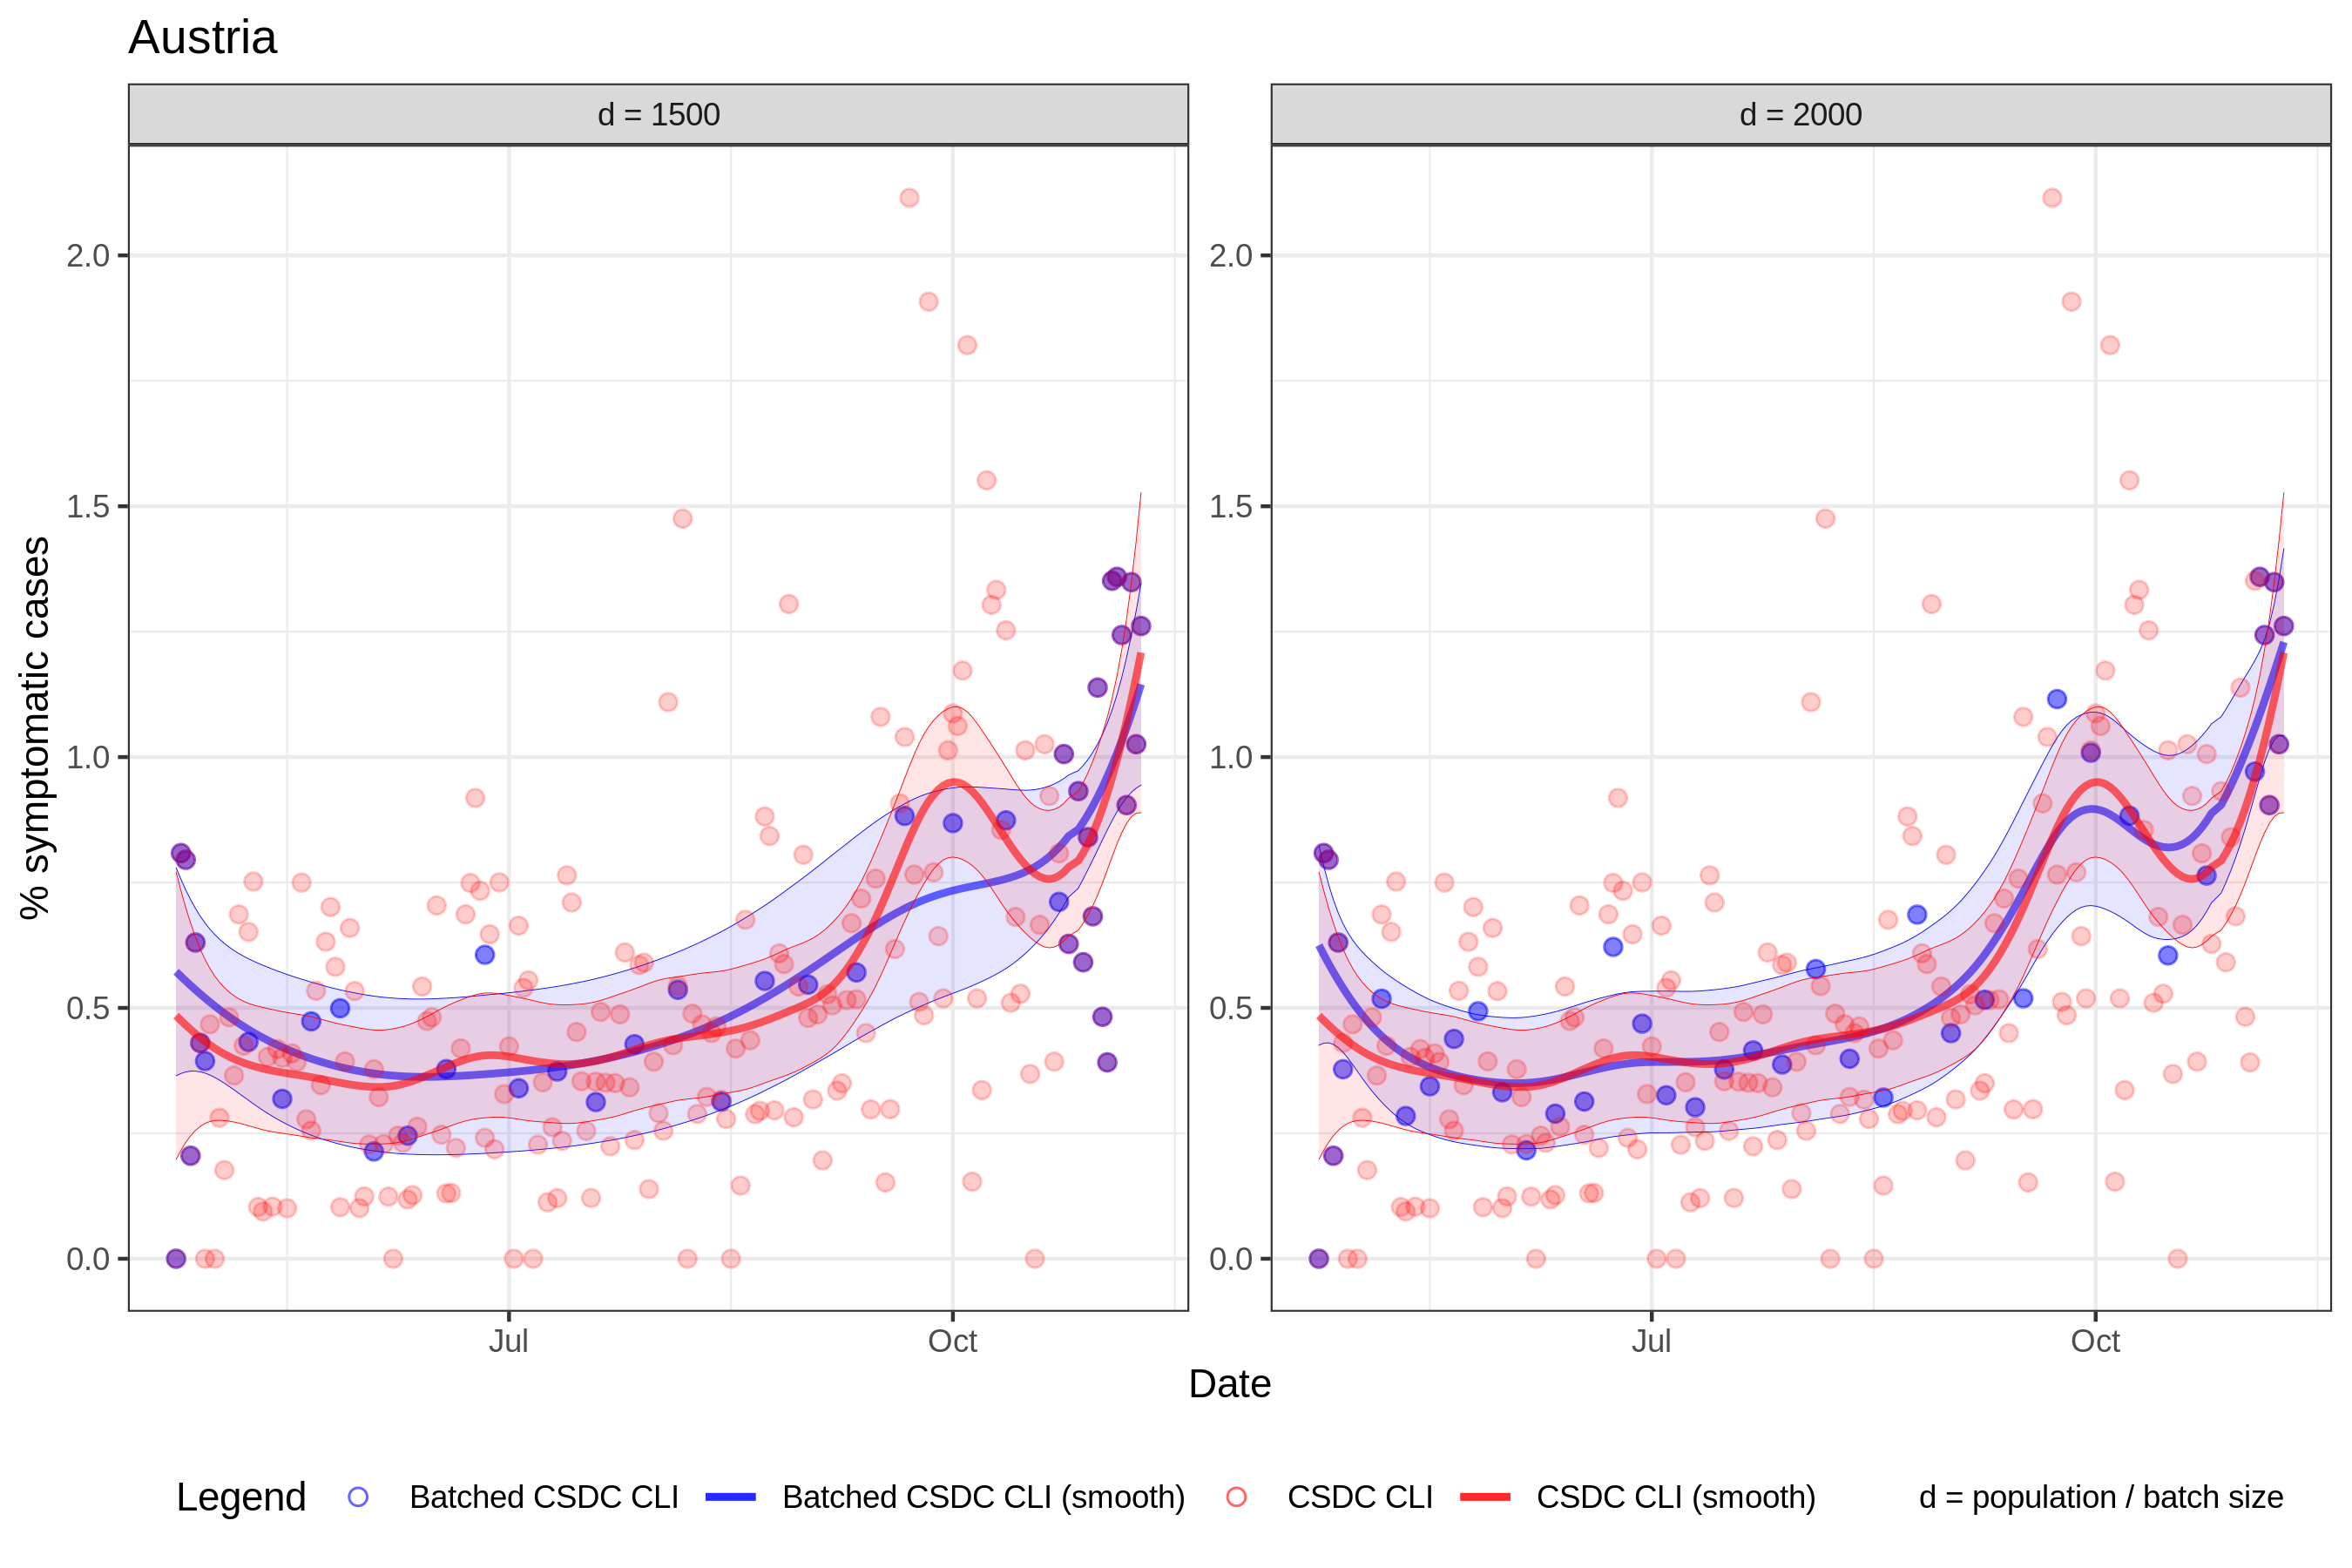 Austria
d = 1500
d = 2000
% symptomatic cases
2.0
1.5
1.0
0.5
0.0
2.0
1.5
1.0
0.5
0.0
Jul
Oct
Jul
Oct
Date
Legend Batched CSDC CLI Batched CSDC CLI (smooth) CSDC CLI CSDC CLI (smooth) d = population / batch size